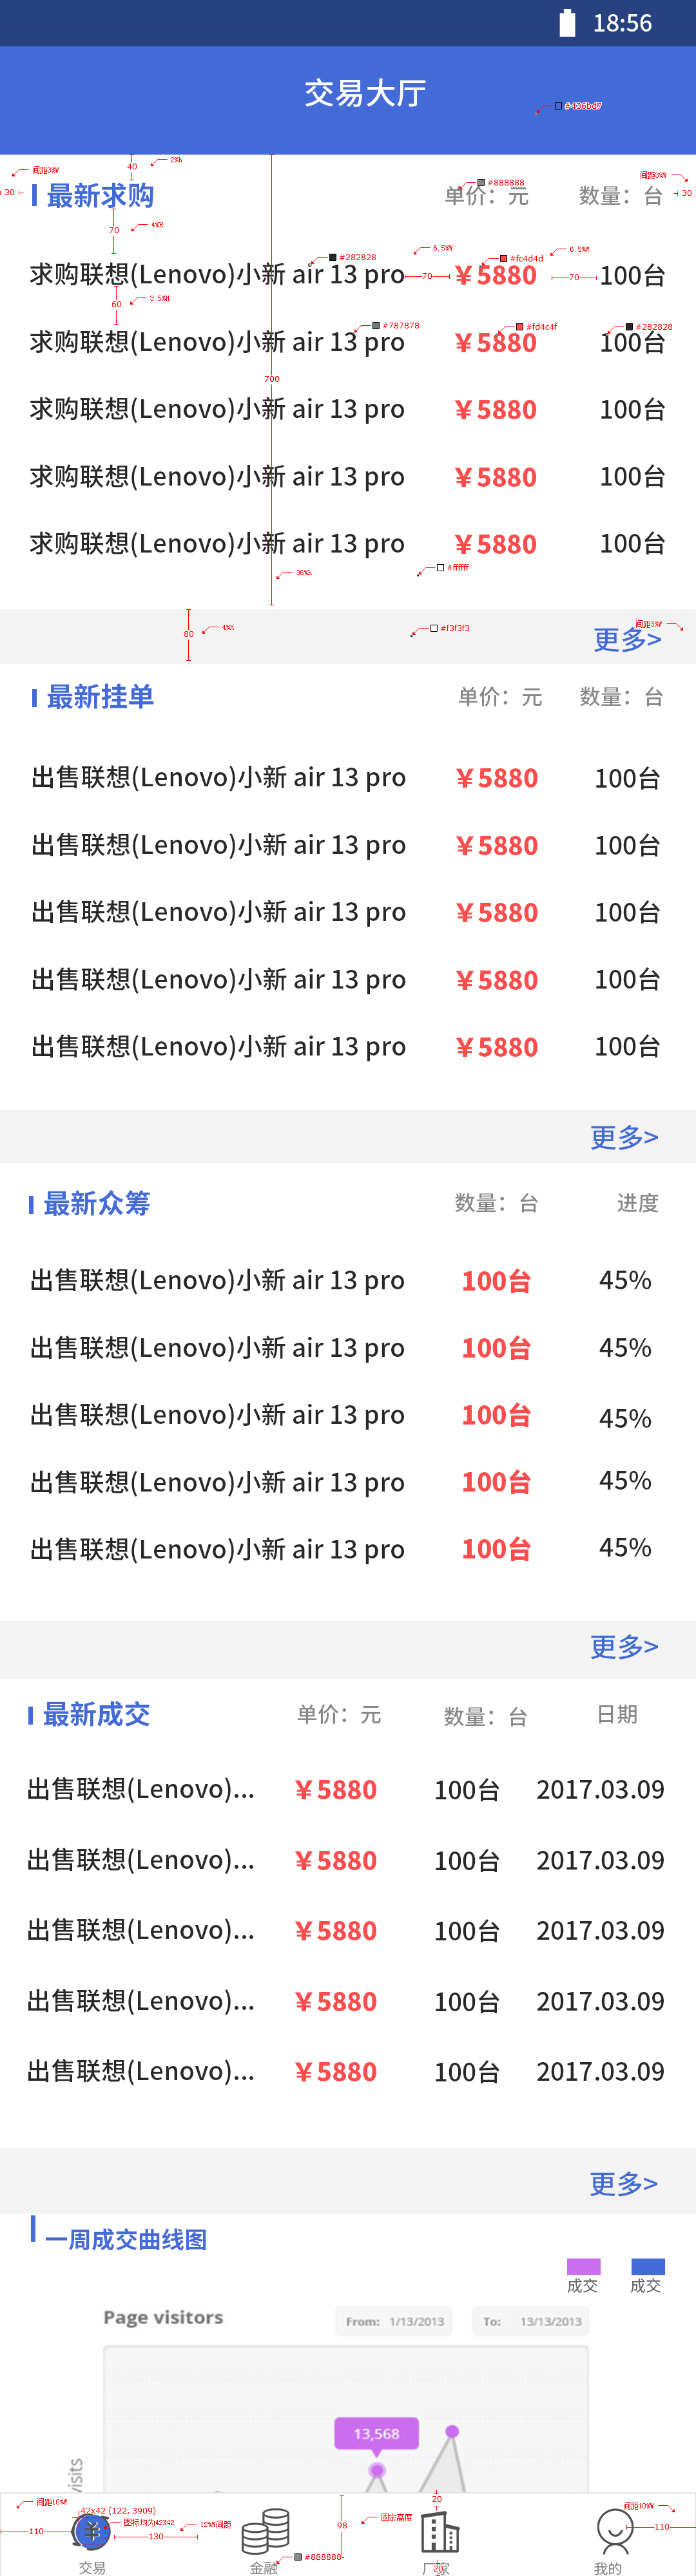 18:56
交易大厅
#436bd7
间距3%W
40
2%h
#888888
间距3%W
30
最新求购
单价：元
数量：台
30
70
4%H
6.5%W
6.5%W
#282828
#fc4d4d
求购联想(Lenovo)小新 air 13 pro
70
￥5880
70
100台
60
3.5%H
#787878
#fd4c4f
#282828
求购联想(Lenovo)小新 air 13 pro ￥5880 100台
700
求购联想(Lenovo)小新 air 13 pro ￥5880 100台
求购联想(Lenovo)小新 air 13 pro ￥5880 100台
求购联想(Lenovo)小新 air 13 pro ￥5880 100台
36%h
#ffffff
80
4%H
#f3f3f3
间距3%W
更多>
最新挂单 单价：元 数量：台
出售联想(Lenovo)小新 air 13 pro ￥5880 100台
出售联想(Lenovo)小新 air 13 pro ￥5880 100台
出售联想(Lenovo)小新 air 13 pro ￥5880 100台
出售联想(Lenovo)小新 air 13 pro ￥5880 100台
出售联想(Lenovo)小新 air 13 pro ￥5880 100台
更多>
最新众筹 数量：台 进度
出售联想(Lenovo)小新 air 13 pro 100台 45%
出售联想(Lenovo)小新 air 13 pro 100台 45%
出售联想(Lenovo)小新 air 13 pro 100台 45%
出售联想(Lenovo)小新 air 13 pro 100台 45%
出售联想(Lenovo)小新 air 13 pro 100台 45%
更多>
最新成交 单价：元 数量：台 日期
出售联想(Lenovo)... ￥5880 100台 2017.03.09
出售联想(Lenovo)... ￥5880 100台 2017.03.09
出售联想(Lenovo)... ￥5880 100台 2017.03.09
出售联想(Lenovo)... ￥5880 100台 2017.03.09
出售联想(Lenovo)... ￥5880 100台 2017.03.09
更多>
一周成交曲线图
成交 成交
Page visitors From: 1/13/2013 To: 13/13/2013
13,568
visits
间距10%W
42x42 (122, 3909)
图标均为42X42
12%W间距
110
130
98
固定高度
20
间距10%W
110
#888888
20
交易 金融 厂家 我的